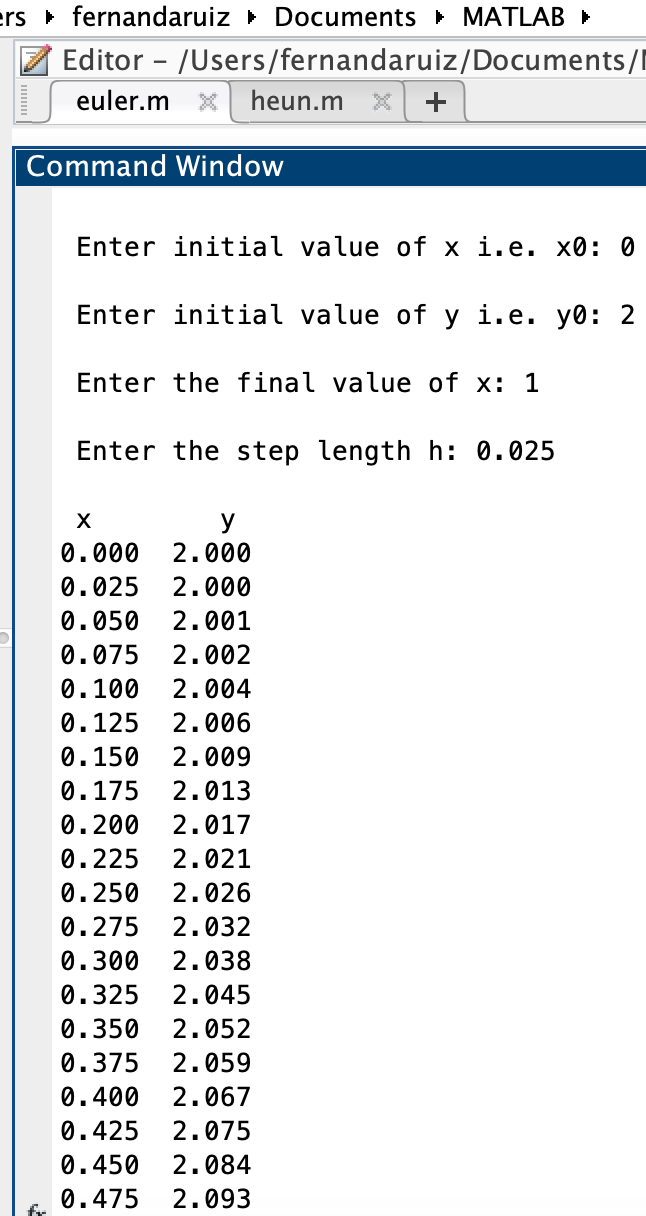 ers ▸ fernandaruiz ▸ Documents ▸ MATLAB ▸
Editor – /Users/fernandaruiz/Documents/
euler.m × heun.m × +
Command Window
Enter initial value of x i.e. x0: 0
Enter initial value of y i.e. y0: 2
Enter the final value of x: 1
Enter the step length h: 0.025
x y
0.000 2.000
0.025 2.000
0.050 2.001
0.075 2.002
0.100 2.004
0.125 2.006
0.150 2.009
0.175 2.013
0.200 2.017
0.225 2.021
0.250 2.026
0.275 2.032
0.300 2.038
0.325 2.045
0.350 2.052
0.375 2.059
0.400 2.067
0.425 2.075
0.450 2.084
0.475 2.093
fx